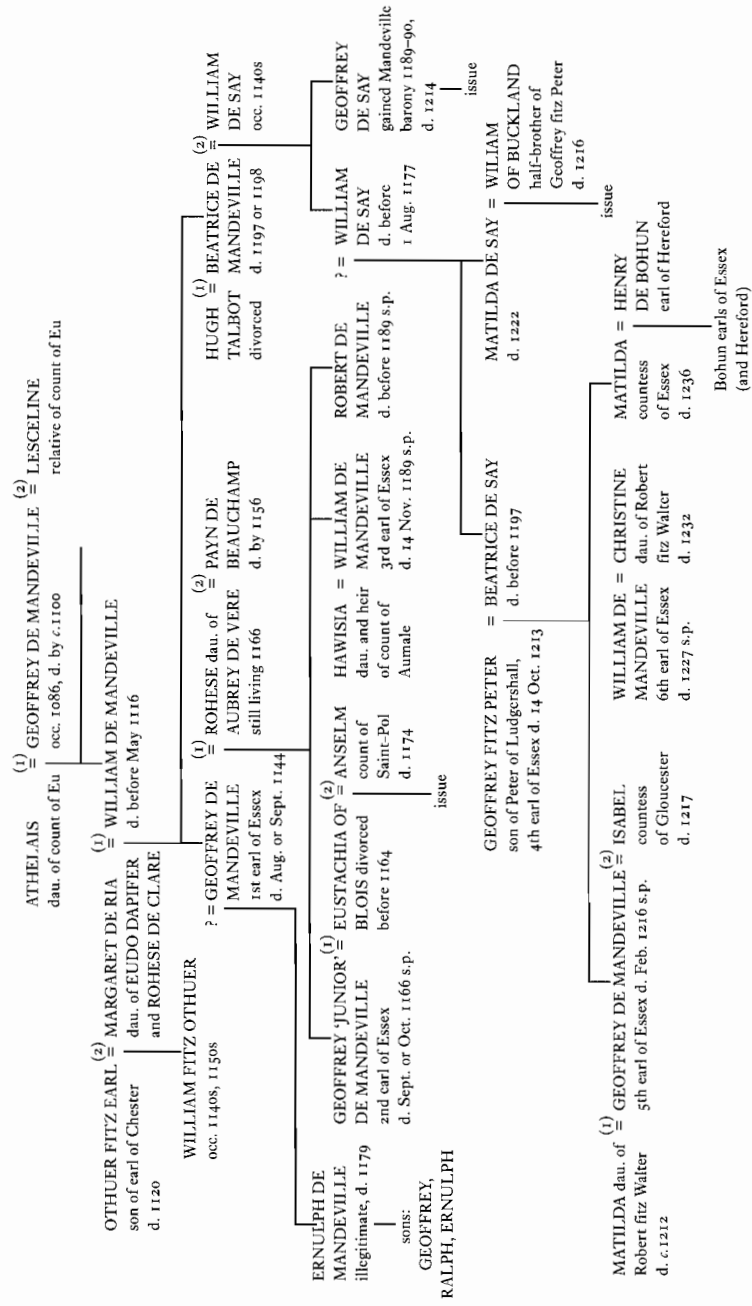 ATHELAIS
dau. of count of Eu
(1)
= GEOFFREY DE MANDEVILLE
occ. 1086, d. by c.1100
(2)
= LESCELINE
relative of count of Eu
OTHUER FITZ EARL
son of earl of Chester
d. 1120
(2)
= MARGARET DE RIA
dau. of EUDO DAPIFER
and ROHESE DE CLARE
(1)
= WILLIAM DE MANDEVILLE
d. before May 1116
WILLIAM FITZ OTHUER
occ. 1140s, 1150s
? = GEOFFREY DE
MANDEVILLE
1st earl of Essex
d. Aug. or Sept. 1144
(1)
= ROHESE dau. of
AUBREY DE VERE
still living 1166
(2)
= PAYN DE
BEAUCHAMP
d. by 1156
HUGH
TALBOT
divorced
(1)
= BEATRICE DE
MANDEVILLE
d. 1197 or 1198
(2)
= WILLIAM
DE SAY
occ. 1140s
ERNULPH DE
MANDEVILLE
illegitimate, d. 1179
sons:
GEOFFREY,
RALPH, ERNULPH
GEOFFREY ‘JUNIOR’
DE MANDEVILLE
2nd earl of Essex
d. Sept. or Oct. 1166 s.p.
(1)
= EUSTACHIA OF
BLOIS divorced
before 1164
(2)
= ANSELM
count of
Saint-Pol
d. 1174
issue
HAWISIA
dau. and heir
of count of
Aumale
= WILLIAM DE
MANDEVILLE
3rd earl of Essex
d. 14 Nov. 1189 s.p.
ROBERT DE
MANDEVILLE
d. before 1189 s.p.
? = WILLIAM
DE SAY
d. before
1 Aug. 1177
GEOFFREY
DE SAY
gained Mandeville
barony 1189–90,
d. 1214
issue
GEOFFREY FITZ PETER
son of Peter of Ludgershall,
4th earl of Essex d. 14 Oct. 1213
= BEATRICE DE SAY
d. before 1197
MATILDA DE SAY
d. 1222
= WILIAM
OF BUCKLAND
half-brother of
Geoffrey fitz Peter
d. 1216
issue
MATILDA dau. of
Robert fitz Walter
d. c.1212
(1)
= GEOFFREY DE MANDEVILLE
5th earl of Essex d. Feb. 1216 s.p.
(2)
= ISABEL
countess
of Gloucester
d. 1217
WILLIAM DE
MANDEVILLE
6th earl of Essex
d. 1227 s.p.
= CHRISTINE
dau. of Robert
fitz Walter
d. 1232
MATILDA
countess
of Essex
d. 1236
= HENRY
DE BOHUN
earl of Hereford
Bohun earls of Essex
(and Hereford)